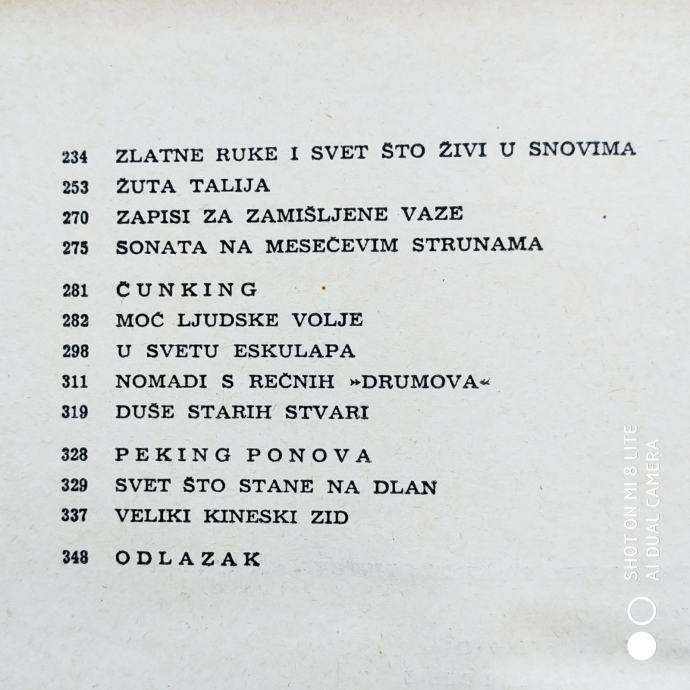 234 ZLATNE RUKE I SVET ŠTO ŽIVI U SNOVIMA
253 ŽUTA TALIJA
270 ZAPISI ZA ZAMIŠLJENE VAZE
275 SONATA NA MESEČEVIM STRUNAMA
281 ČUNKING
282 MOĆ LJUDSKE VOLJE
298 U SVETU ESKULAPA
311 NOMADI S REČNIH »DRUMOVA«
319 DUŠE STARIH STVARI
328 PEKING PONOVA
329 SVET ŠTO STANE NA DLAN
337 VELIKI KINESKI ZID
348 ODLAZAK
SHOT ON MI 8 LITE
AI DUAL CAMERA